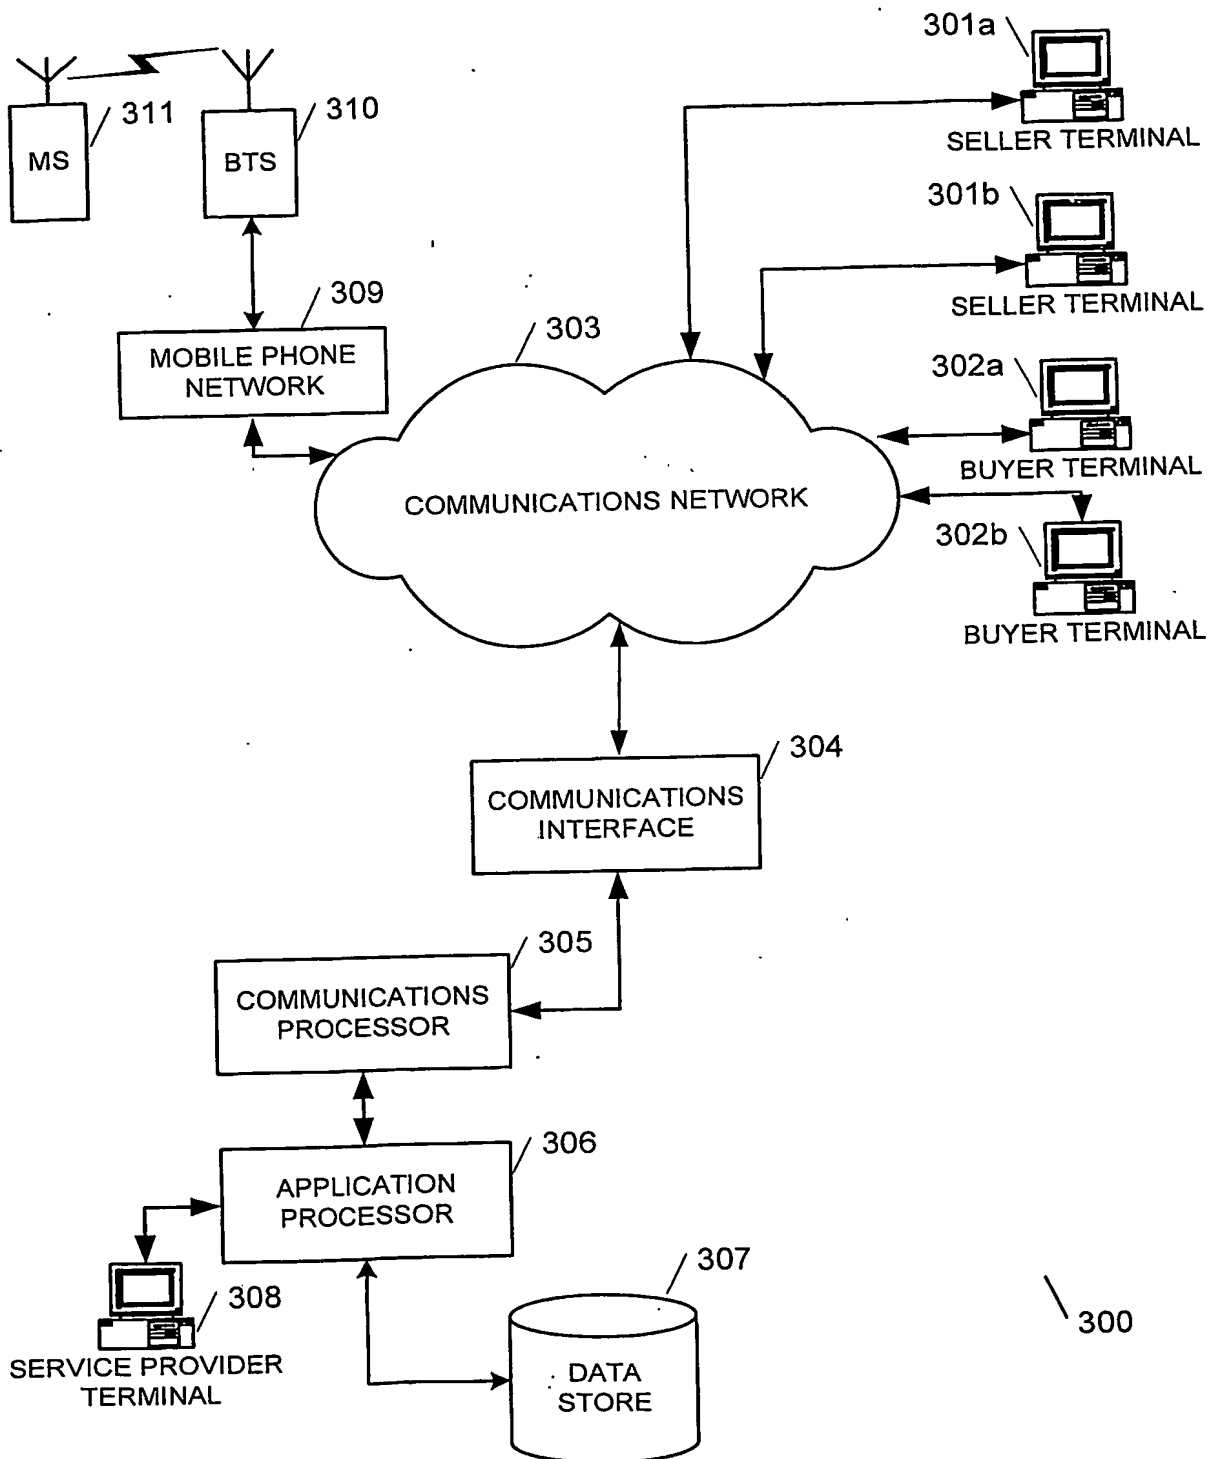 301a
SELLER TERMINAL
311
310
MS
BTS
301b
SELLER TERMINAL
309
MOBILE PHONE
NETWORK
303
302a
BUYER TERMINAL
COMMUNICATIONS NETWORK
302b
BUYER TERMINAL
304
COMMUNICATIONS
INTERFACE
305
COMMUNICATIONS
PROCESSOR
306
APPLICATION
PROCESSOR
308
SERVICE PROVIDER
TERMINAL
307
DATA
STORE
300